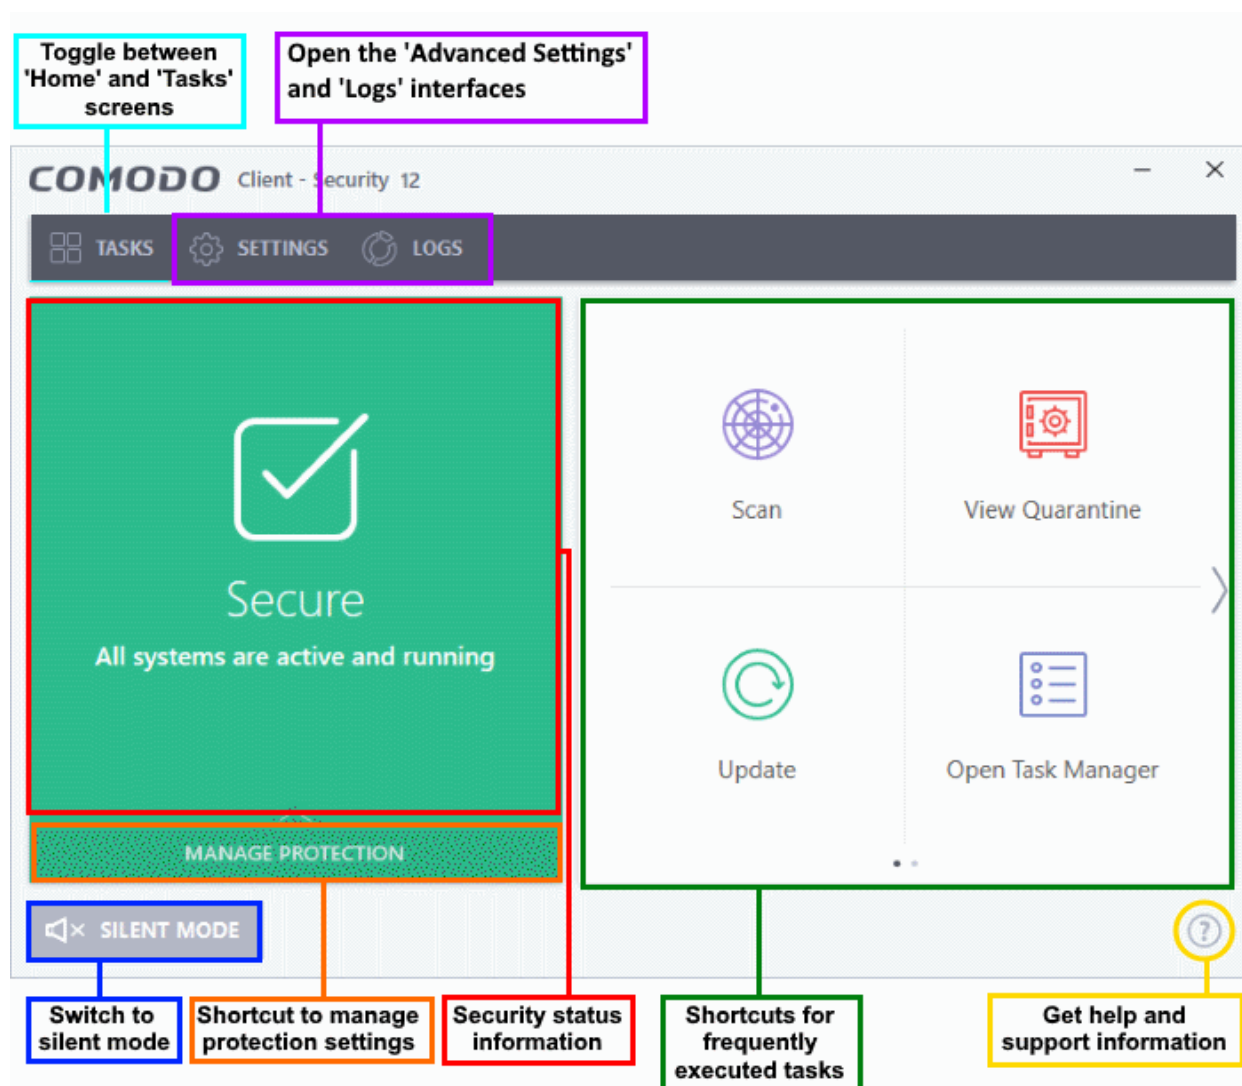 Toggle between
'Home' and 'Tasks'
screens
Open the 'Advanced Settings'
and 'Logs' interfaces
COMODO Client - Security 12
TASKS SETTINGS LOGS
Secure
All systems are active and running
MANAGE PROTECTION
Scan
View Quarantine
Update
Open Task Manager
SILENT MODE
?
Switch to
silent mode
Shortcut to manage
protection settings
Security status
information
Shortcuts for
frequently
executed tasks
Get help and
support information